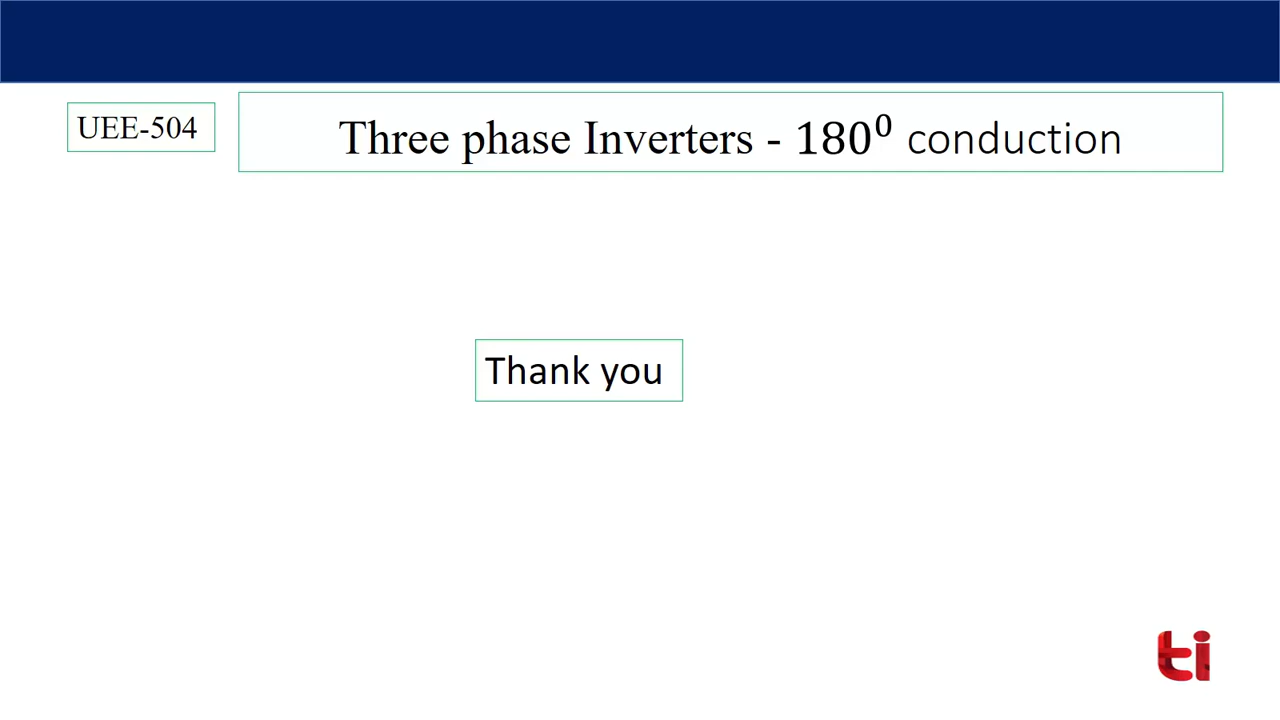 UEE-504
Three phase Inverters - 180⁰ conduction
Thank you
ti